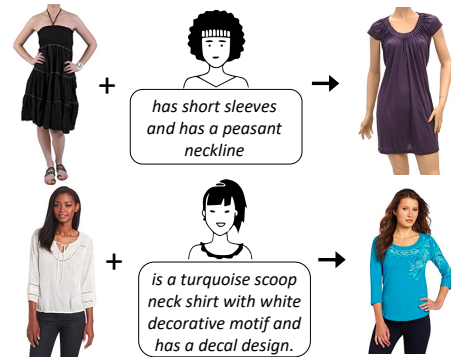 has short sleeves
and has a peasant
neckline
is a turquoise scoop
neck shirt with white
decorative motif and
has a decal design.